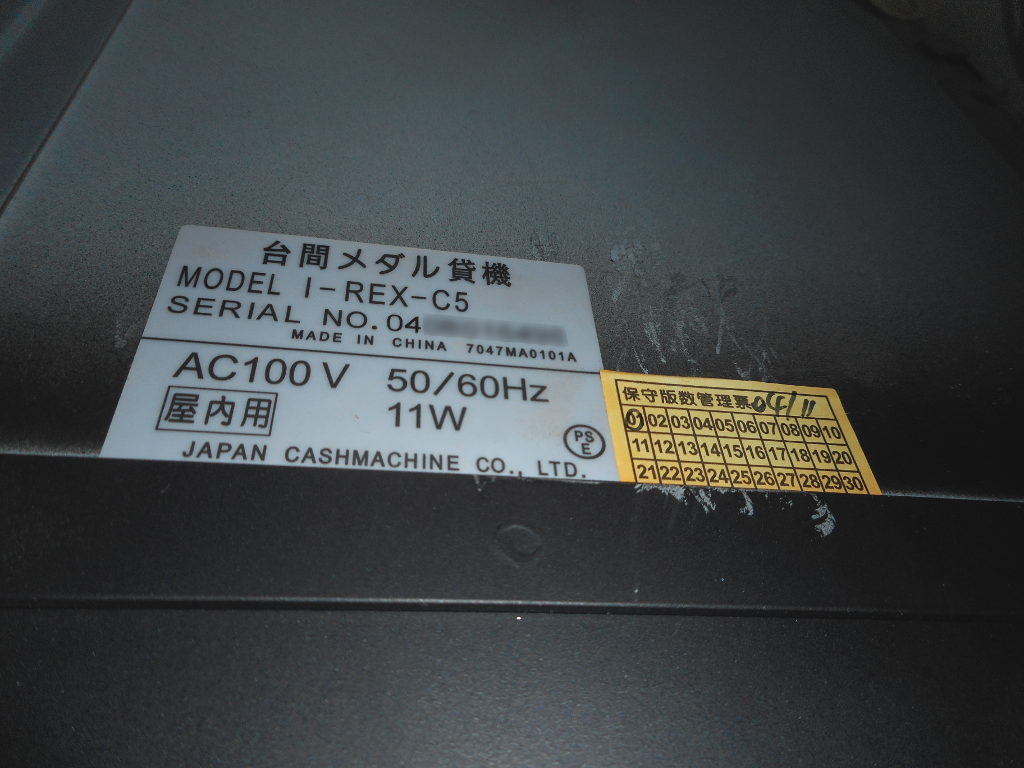 台間メダル貸機
MODEL I-REX-C5
SERIAL NO. 04
MADE IN CHINA 7047MA0101A
AC100V 50/60Hz
屋内用 11W
PS
E
JAPAN CASHMACHINE CO., LTD.
保守版数管理票 04/11
01 02 03 04 05 06 07 08 09 10
11 12 13 14 15 16 17 18 19 20
21 22 23 24 25 26 27 28 29 30